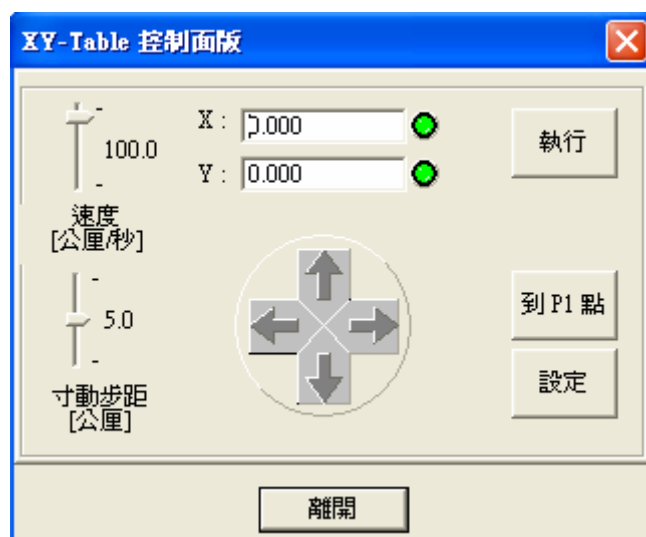 XY-Table 控制面版
100.0
速度
[公厘/秒]
X : 0.000
Y : 0.000
執行
5.0
寸動步距
[公厘]
到 P1 點
設定
離開